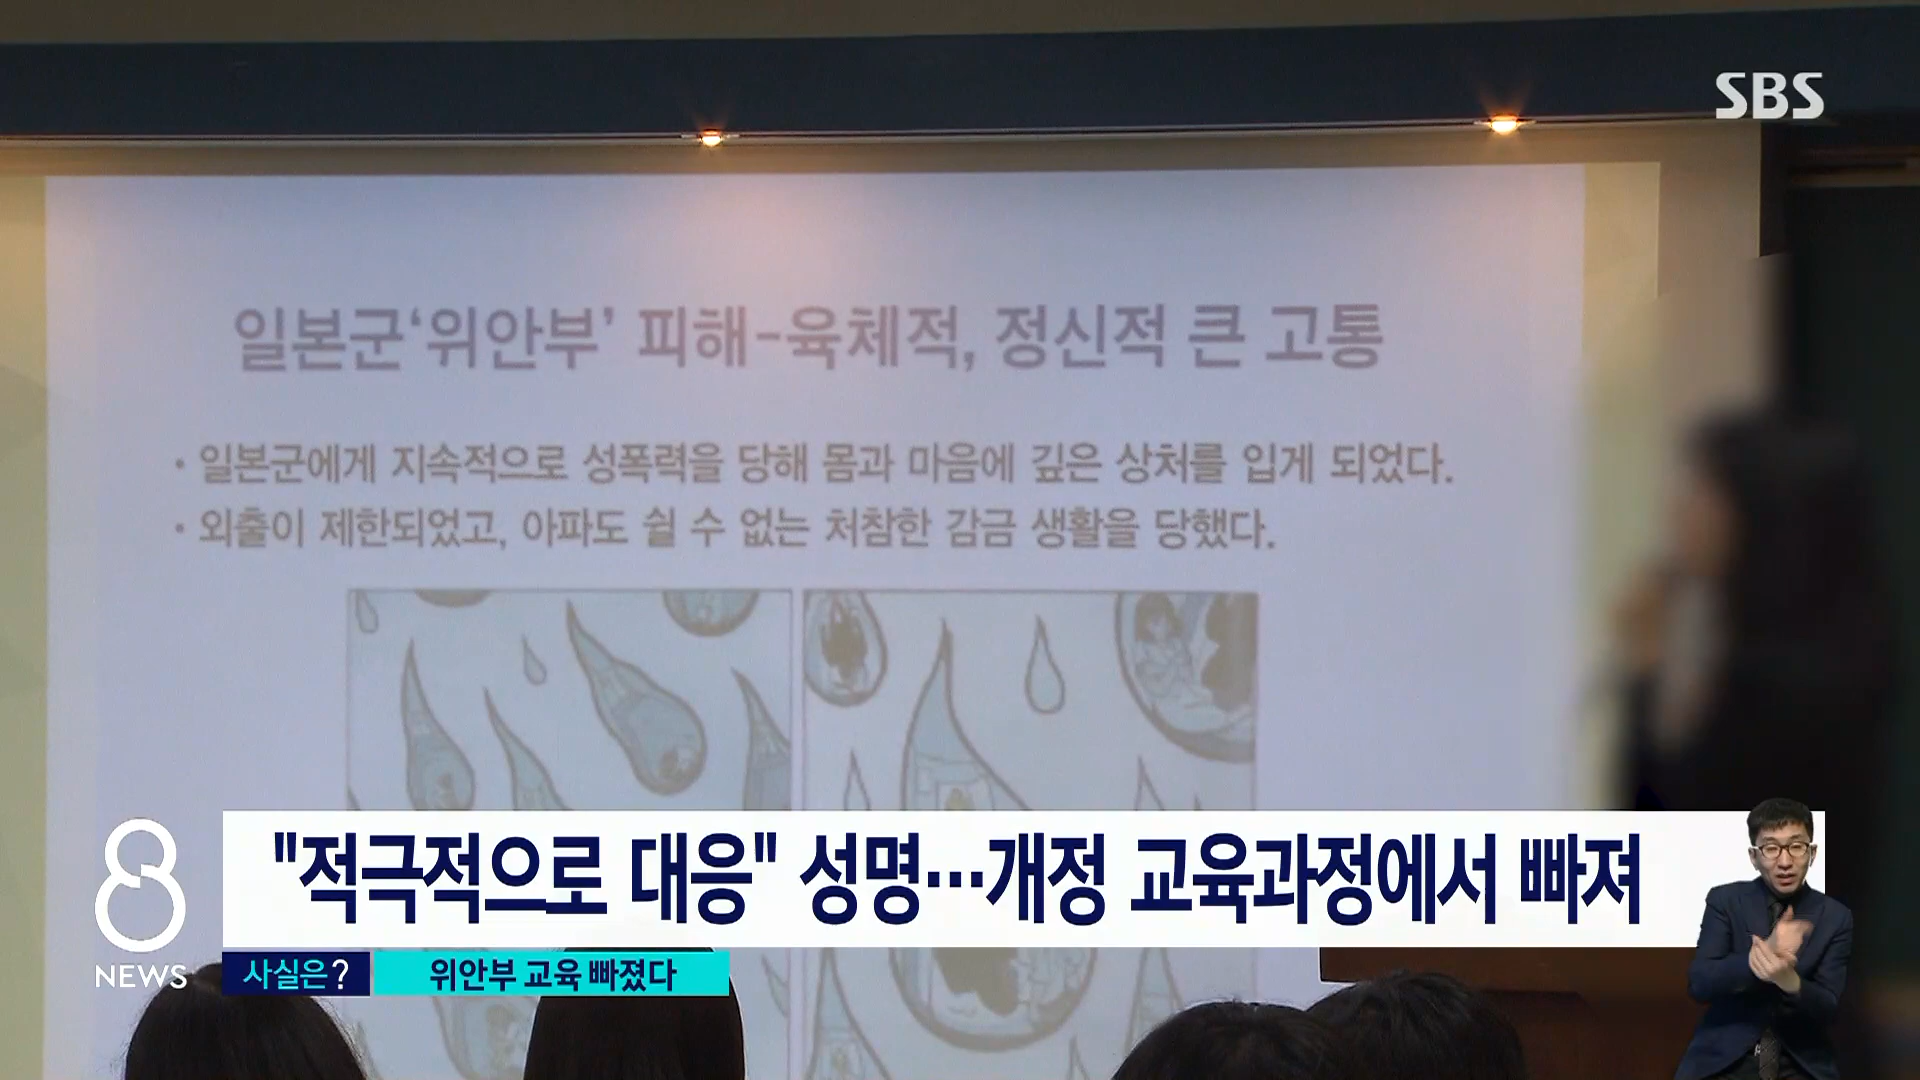 SBS
일본군‘위안부’ 피해-육체적, 정신적 큰 고통
· 일본군에게 지속적으로 성폭력을 당해 몸과 마음에 깊은 상처를 입게 되었다.
· 외출이 제한되었고, 아파도 쉴 수 없는 처참한 감금 생활을 당했다.
"적극적으로 대응" 성명…개정 교육과정에서 빠져
8
NEWS
사실은?
위안부 교육 빠졌다